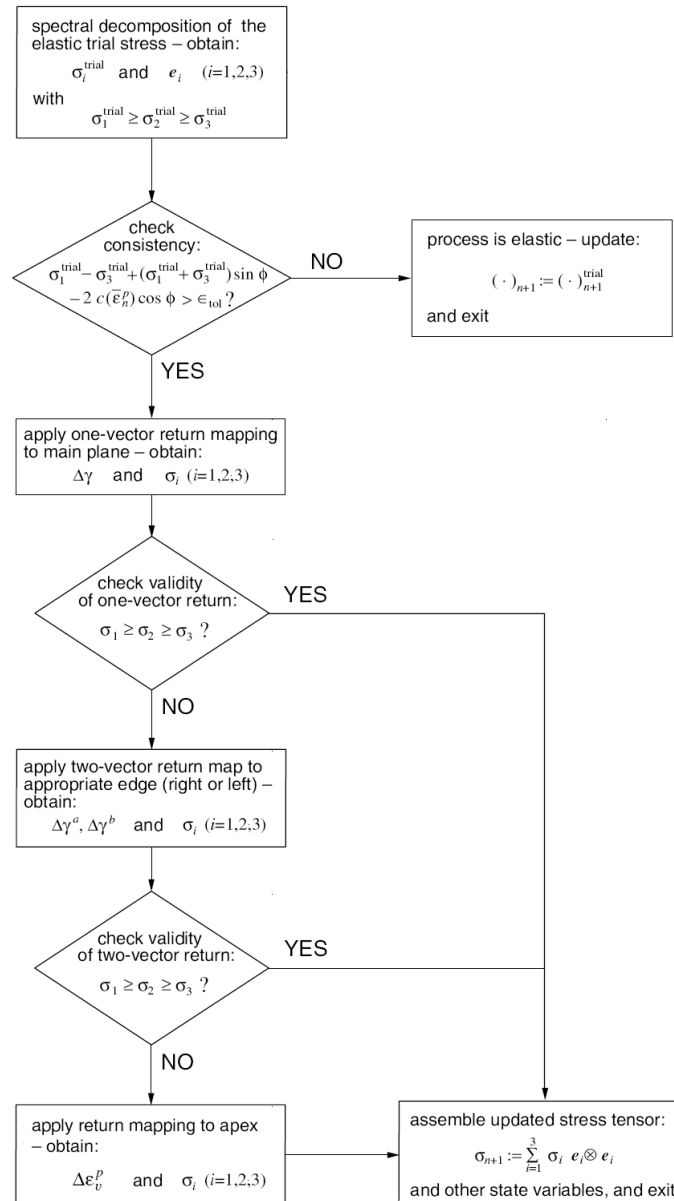 spectral decomposition of the
elastic trial stress – obtain:
σ_i^trial and e_i (i=1,2,3)
with
σ_1^trial ≥ σ_2^trial ≥ σ_3^trial
check
consistency:
σ_1^trial − σ_3^trial + (σ_1^trial + σ_3^trial) sin ϕ
− 2 c(ε̄_n^p) cos ϕ > ∈_tol ?
NO
process is elastic – update:
( · )_{n+1} := ( · )_{n+1}^trial
and exit
YES
apply one-vector return mapping
to main plane – obtain:
Δγ and σ_i (i=1,2,3)
check validity
of one-vector return:
σ_1 ≥ σ_2 ≥ σ_3 ?
YES
NO
apply two-vector return map to
appropriate edge (right or left) –
obtain:
Δγ^a, Δγ^b and σ_i (i=1,2,3)
check validity
of two-vector return:
σ_1 ≥ σ_2 ≥ σ_3 ?
YES
NO
apply return mapping to apex
– obtain:
Δε_v^p and σ_i (i=1,2,3)
assemble updated stress tensor:
σ_{n+1} := ∑_{i=1}^3 σ_i e_i ⊗ e_i
and other state variables, and exit